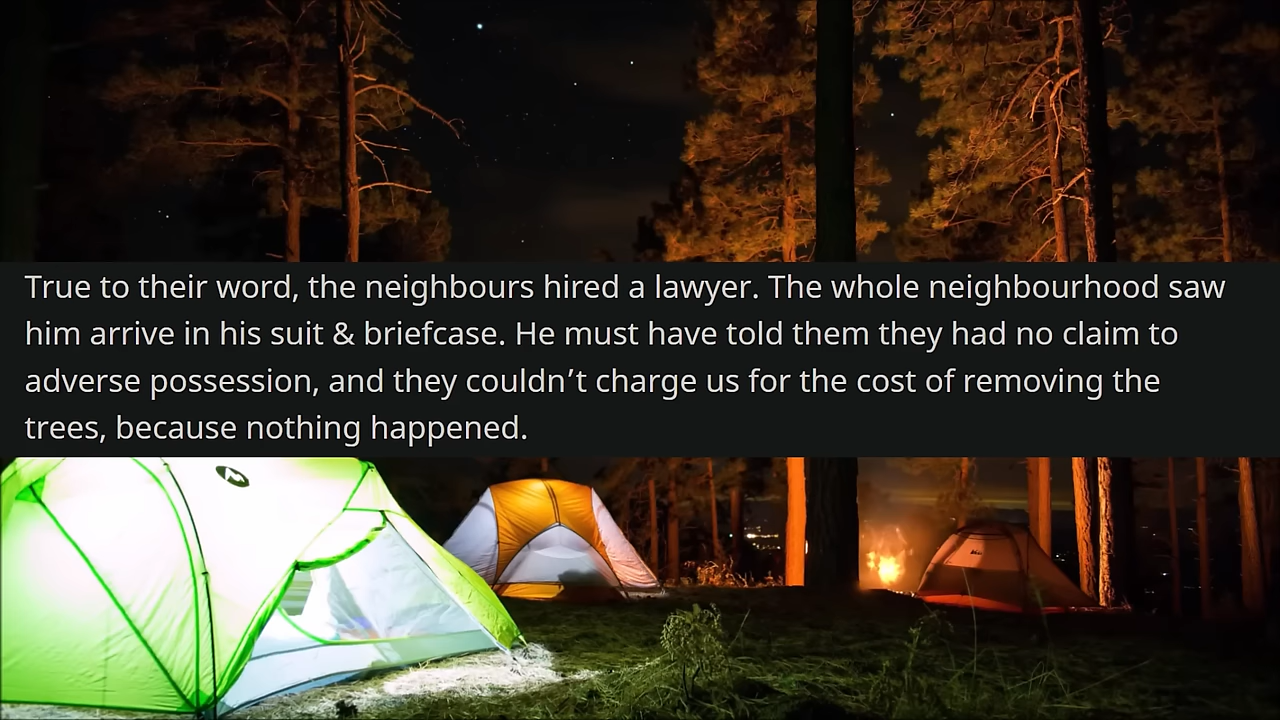 True to their word, the neighbours hired a lawyer. The whole neighbourhood saw
him arrive in his suit & briefcase. He must have told them they had no claim to
adverse possession, and they couldn’t charge us for the cost of removing the
trees, because nothing happened.